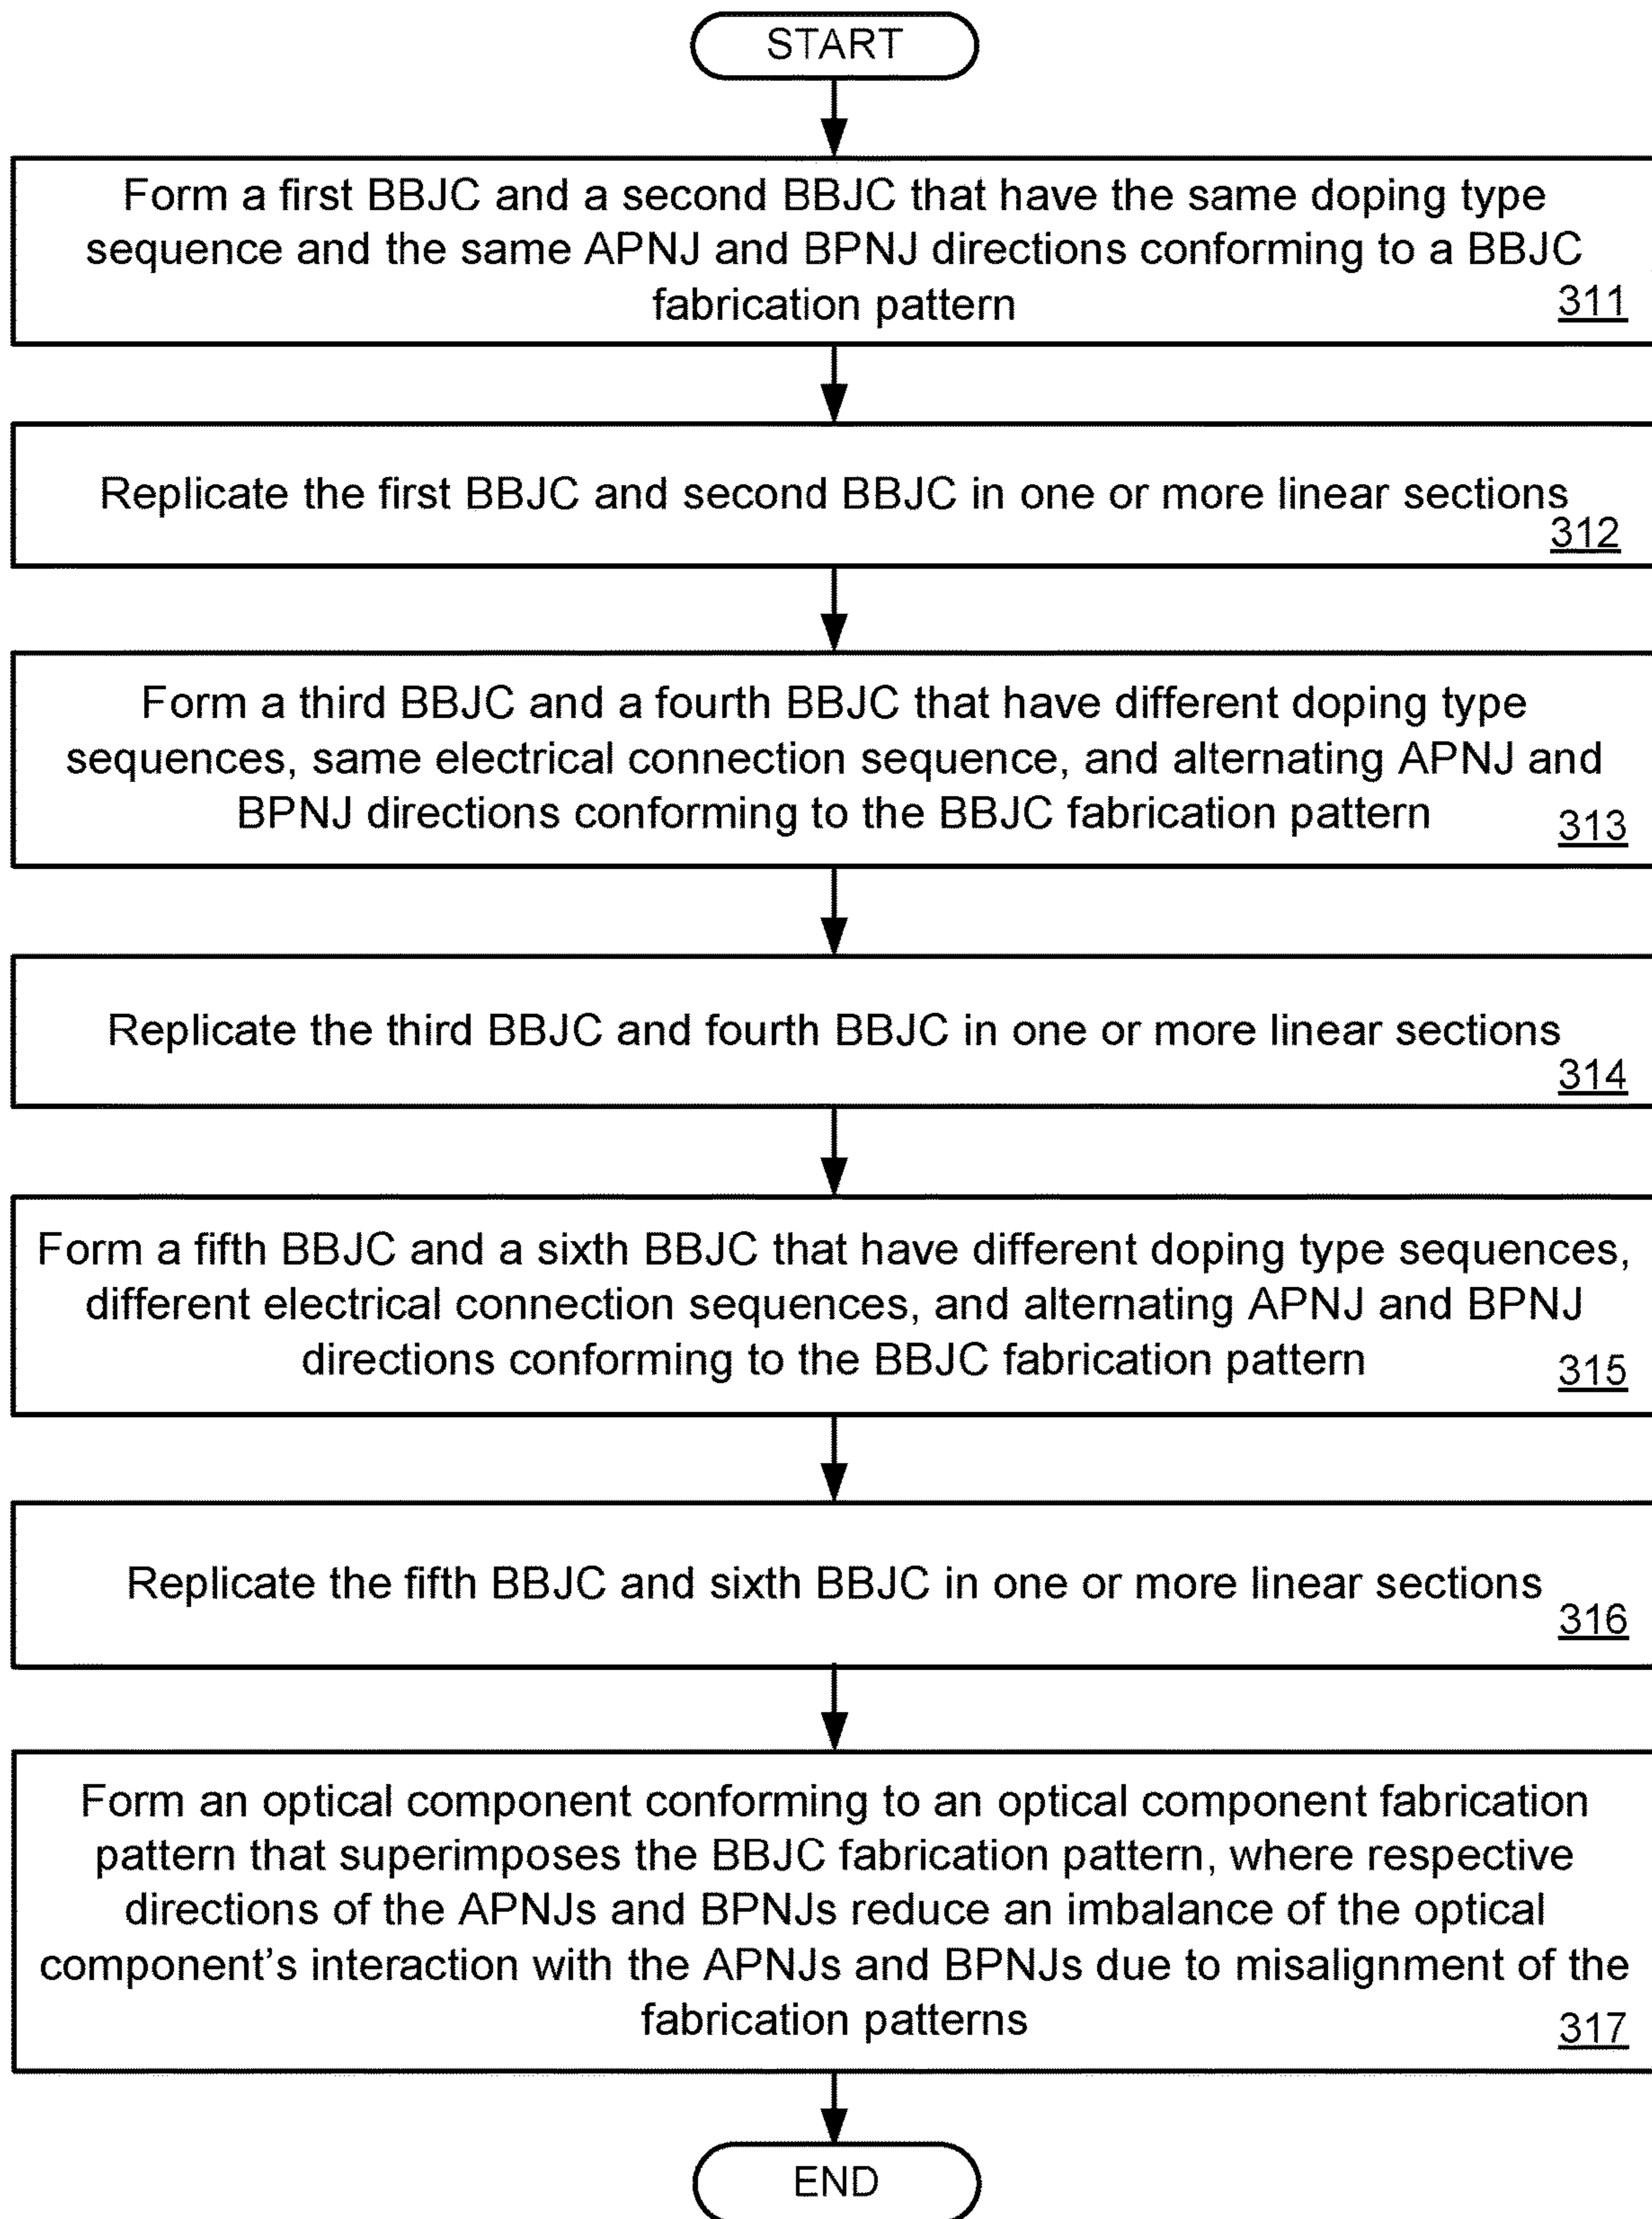 START
Form a first BBJC and a second BBJC that have the same doping type
sequence and the same APNJ and BPNJ directions conforming to a BBJC
fabrication pattern
311
Replicate the first BBJC and second BBJC in one or more linear sections
312
Form a third BBJC and a fourth BBJC that have different doping type
sequences, same electrical connection sequence, and alternating APNJ and
BPNJ directions conforming to the BBJC fabrication pattern
313
Replicate the third BBJC and fourth BBJC in one or more linear sections
314
Form a fifth BBJC and a sixth BBJC that have different doping type sequences,
different electrical connection sequences, and alternating APNJ and BPNJ
directions conforming to the BBJC fabrication pattern
315
Replicate the fifth BBJC and sixth BBJC in one or more linear sections
316
Form an optical component conforming to an optical component fabrication
pattern that superimposes the BBJC fabrication pattern, where respective
directions of the APNJs and BPNJs reduce an imbalance of the optical
component's interaction with the APNJs and BPNJs due to misalignment of the
fabrication patterns
317
END